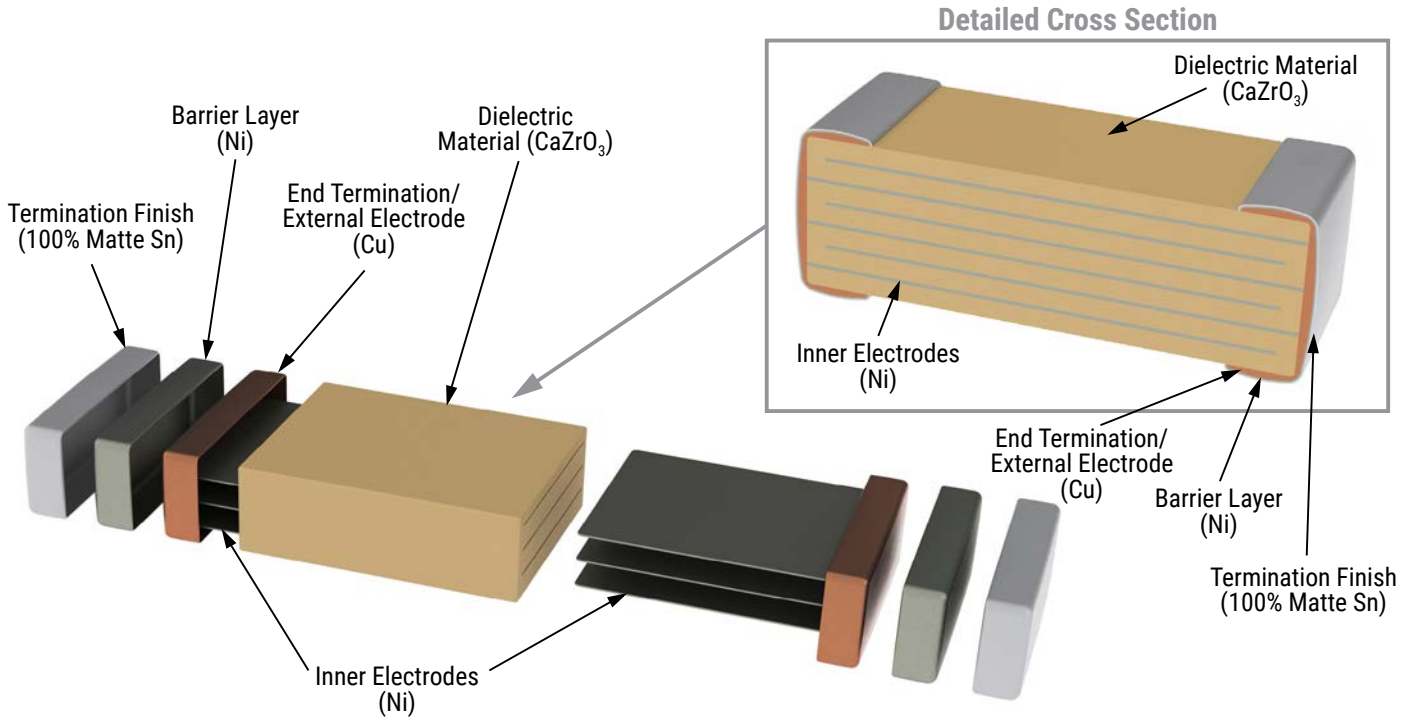 Detailed Cross Section
Dielectric Material
(CaZrO₃)
Barrier Layer
(Ni)
Dielectric
Material (CaZrO₃)
End Termination/
External Electrode
(Cu)
Termination Finish
(100% Matte Sn)
Inner Electrodes
(Ni)
End Termination/
External Electrode
(Cu)
Barrier Layer
(Ni)
Termination Finish
(100% Matte Sn)
Inner Electrodes
(Ni)